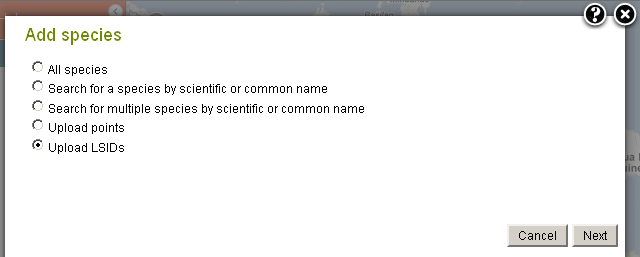 Add species
All species
Search for a species by scientific or common name
Search for multiple species by scientific or common name
Upload points
Upload LSIDs
Cancel
Next